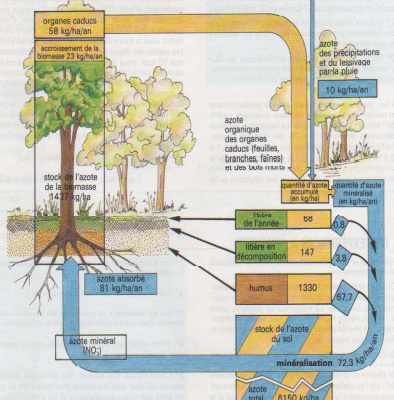 organes caducs
58 kg/ha/an
accroissement de la
biomasse 23 kg/ha/an
azote
des précipitations
et du lessivage
par la pluie
10 kg/ha/an
azote
organique
des organes
caducs (feuilles,
branches, faînes)
et des bois morts
stock de l'azote
de la biomasse
1437 kg/ha
quantité d'azote
accumulé
(en kg/ha)
quantité d'azote
minéralisé
(en kg/ha/an)
litière
de l'année
68
0,8
litière en
décomposition
147
3,8
humus
1330
67,7
azote absorbé
81 kg/ha/an
azote minéral
(NO₃⁻)
stock de l'azote
du sol
minéralisation 72.3 kg/ha/an
azote
total
6150 kg/ha